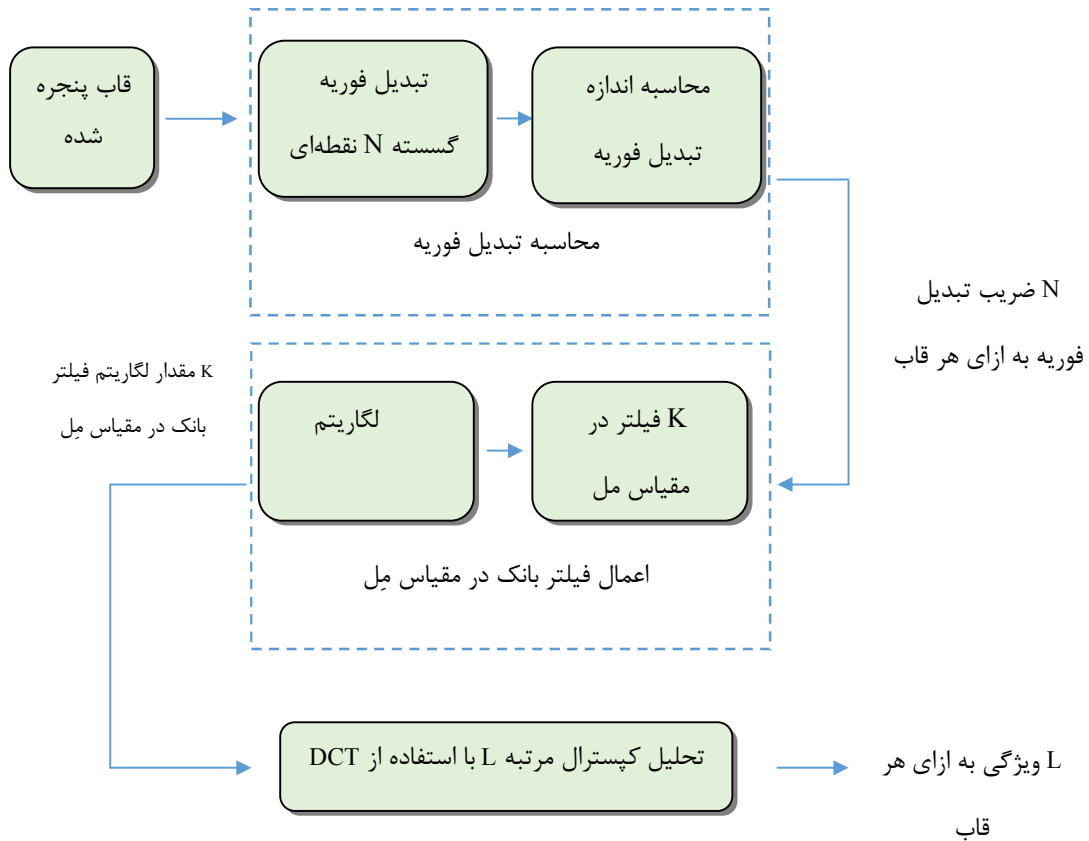 قاب پنجره
شده
تبدیل فوریه
گسسته N نقطه‌ای
محاسبه اندازه
تبدیل فوریه
محاسبه تبدیل فوریه
N ضریب تبدیل
فوریه به ازای هر قاب
K مقدار لگاریتم فیلتر
بانک در مقیاس مِل
لگاریتم
K فیلتر در
مقیاس مل
اعمال فیلتر بانک در مقیاس مِل
تحلیل کپسترال مرتبه L با استفاده از DCT
L ویژگی به ازای هر
قاب